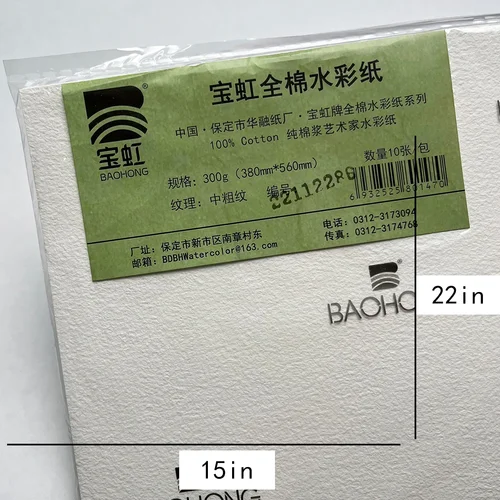 宝虹
BAOHONG
宝虹全棉水彩纸
中国·保定市华融纸厂·宝虹牌全棉水彩纸系列
100% Cotton 纯棉浆艺术家水彩纸
规格:300g(380mm*560mm) 数量10张/包
纹理:中粗纹 编号
22112286
6932525801470
厂址:保定市新市区南章村东 电话:0312-3173094
邮箱:BDBHWatercolor@163.com 传真:0312-3174768
BAOHO
22in
15in
BAOHONG